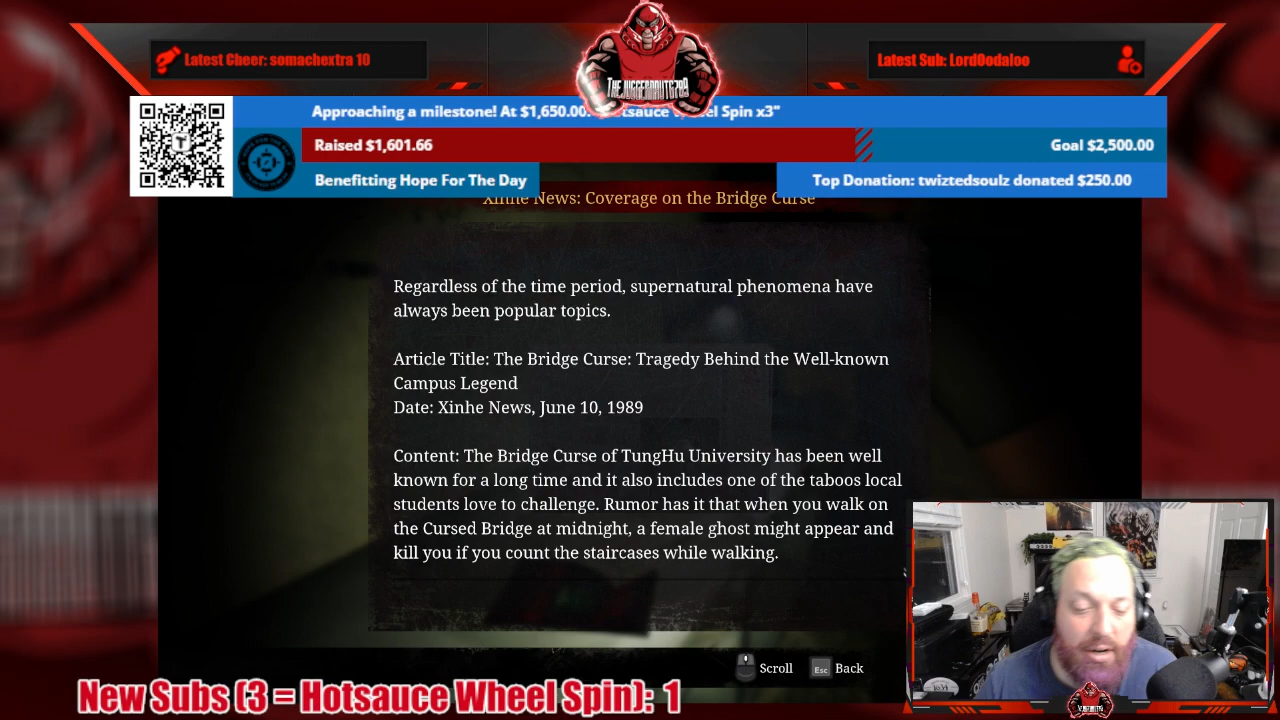 Latest Cheer: somachextra 10
THEJUGGERNAUT6789
Latest Sub: LordOodaloo
Approaching a milestone! At $1,650.00: Wheel Spin x3"
Raised $1,601.66
Goal $2,500.00
Benefitting Hope For The Day
Top Donation: twiztedsoulz donated $250.00
Xinhe News: Coverage on the Bridge Curse
Regardless of the time period, supernatural phenomena have
always been popular topics.
Article Title: The Bridge Curse: Tragedy Behind the Well-known
Campus Legend
Date: Xinhe News, June 10, 1989
Content: The Bridge Curse of TungHu University has been well
known for a long time and it also includes one of the taboos local
students love to challenge. Rumor has it that when you walk on
the Cursed Bridge at midnight, a female ghost might appear and
kill you if you count the staircases while walking.
Scroll
Esc Back
New Subs (3 = Hotsauce Wheel Spin): 1